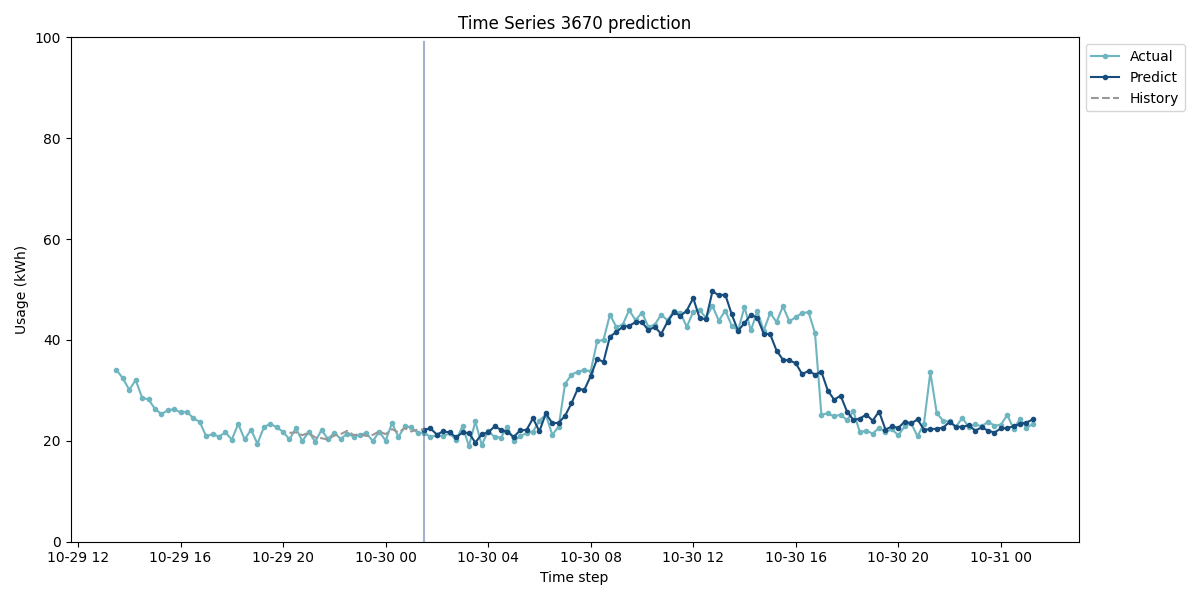 Time Series 3670 prediction
100
80
60
40
20
0
Usage (kWh)
10-29 12
10-29 16
10-29 20
10-30 00
10-30 04
10-30 08
10-30 12
10-30 16
10-30 20
10-31 00
Time step
Actual
Predict
History